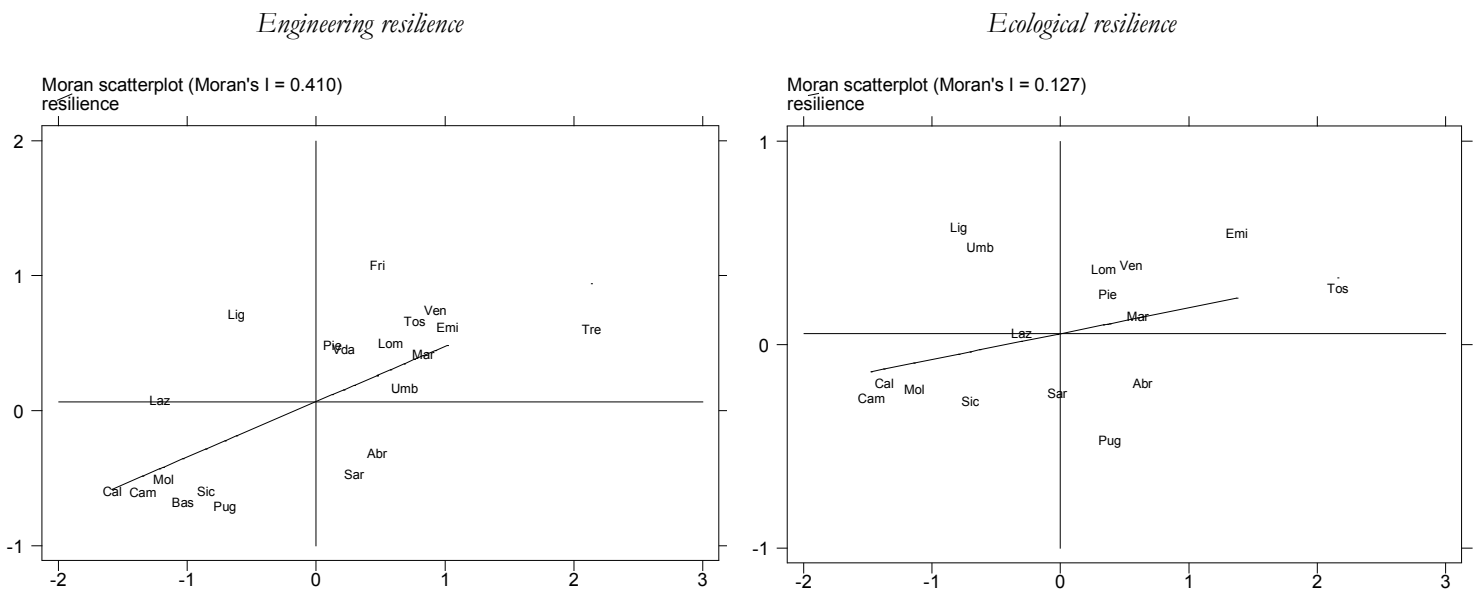 Engineering resilience
Moran scatterplot (Moran's I = 0.410)
resilience
2
1
0
-1
Fri
Lig
Ven
Tos
Emi
Tre
Pie
Vda
Lom
Mar
Umb
Laz
Abr
Sar
Mol
Cal
Cam
Sic
Bas
Pug
-2
-1
0
1
2
3
Ecological resilience
Moran scatterplot (Moran's I = 0.127)
resilience
1
0
-1
Lig
Umb
Emi
Lom
Ven
Pie
Tos
Mar
Laz
Cal
Cam
Mol
Sic
Sar
Abr
Pug
-2
-1
0
1
2
3